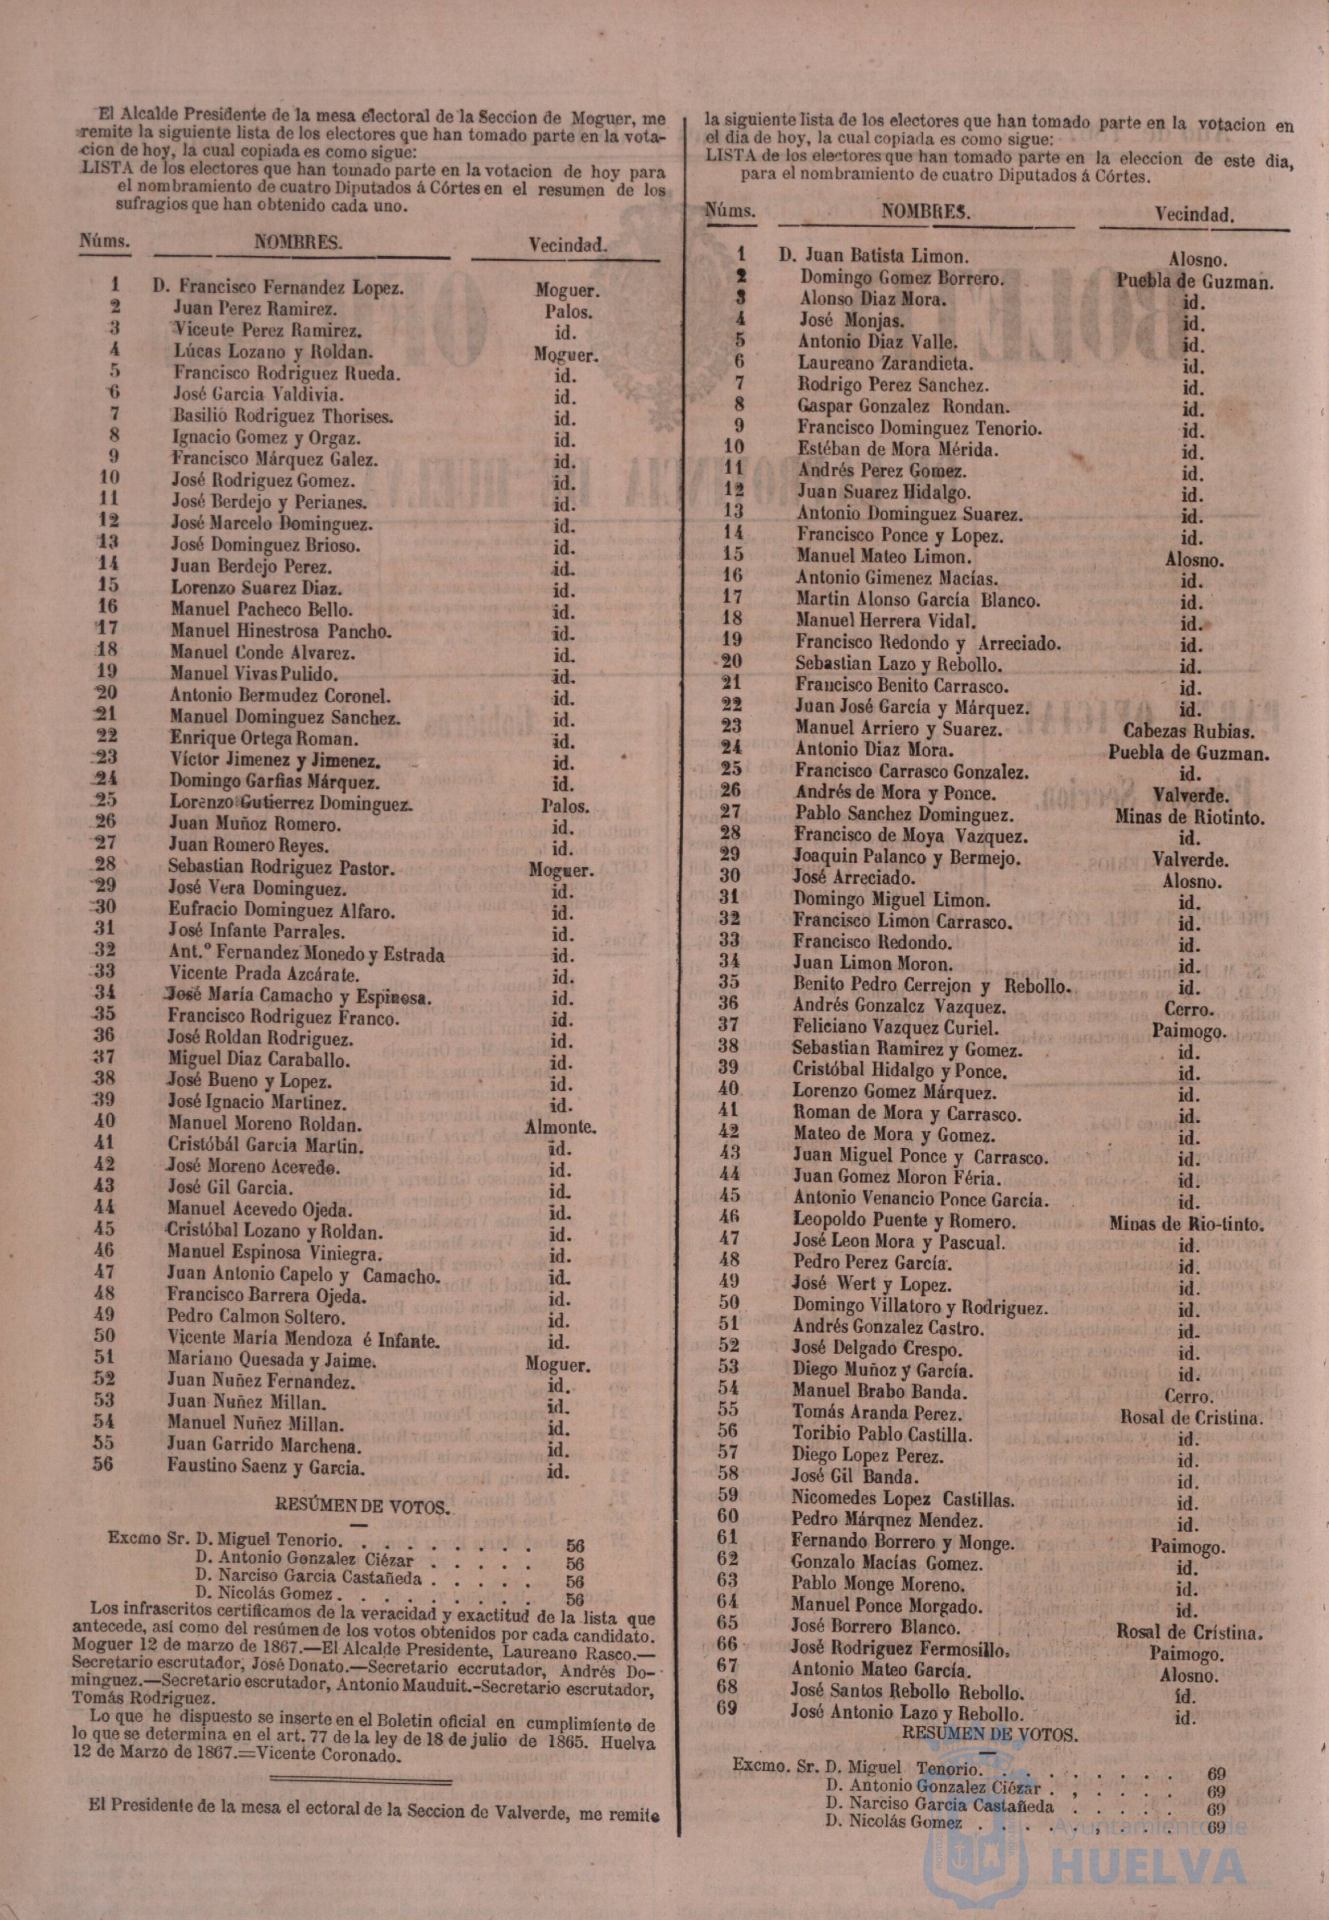 El Alcalde Presidente de la mesa electoral de la Seccion de Moguer, me
remite la siguiente lista de los electores que han tomado parte en la vota-
cion de hoy, la cual copiada es como sigue:
LISTA de los electores que han tomado parte en la votacion de hoy para
el nombramiento de cuatro Diputados á Córtes en el resumen de los
sufragios que han obtenido cada uno.
Núms. NOMBRES. Vecindad.
1 D. Francisco Fernandez Lopez. Moguer.
2 Juan Perez Ramirez. Palos.
3 Viceute Perez Ramirez. id.
4 Lúcas Lozano y Roldan. Moguer.
5 Francisco Rodriguez Rueda. id.
6 José Garcia Valdivia. id.
7 Basilio Rodriguez Thorises. id.
8 Ignacio Gomez y Orgaz. id.
9 Francisco Márquez Galez. id.
10 José Rodriguez Gomez. id.
11 José Berdejo y Perianes. id.
12 José Marcelo Dominguez. id.
13 José Dominguez Brioso. id.
14 Juan Berdejo Perez. id.
15 Lorenzo Suarez Diaz. id.
16 Manuel Pacheco Bello. id.
17 Manuel Hinestrosa Pancho. id.
18 Manuel Conde Alvarez. id.
19 Manuel Vivas Pulido. id.
20 Antonio Bermudez Coronel. id.
21 Manuel Dominguez Sanchez. id.
22 Enrique Ortega Roman. id.
23 Víctor Jimenez y Jimenez. id.
24 Domingo Garfias Márquez. id.
25 Lorenzo Gutierrez Dominguez. Palos.
26 Juan Muñoz Romero. id.
27 Juan Romero Reyes. id.
28 Sebastian Rodriguez Pastor. Moguer.
29 José Vera Dominguez. id.
30 Eufracio Dominguez Alfaro. id.
31 José Infante Parrales. id.
32 Ant.º Fernandez Monedo y Estrada id.
33 Vicente Prada Azcárate. id.
34 José María Camacho y Espinosa. id.
35 Francisco Rodriguez Franco. id.
36 José Roldan Rodriguez. id.
37 Miguel Diaz Caraballo. id.
38 José Bueno y Lopez. id.
39 José Ignacio Martinez. id.
40 Manuel Moreno Roldan. Almonte.
41 Cristóbál Garcia Martin. id.
42 José Moreno Acevedo. id.
43 José Gil Garcia. id.
44 Manuel Acevedo Ojeda. id.
45 Cristóbal Lozano y Roldan. id.
46 Manuel Espinosa Viniegra. id.
47 Juan Antonio Capelo y Camacho. id.
48 Francisco Barrera Ojeda. id.
49 Pedro Calmon Soltero. id.
50 Vicente María Mendoza é Infante. id.
51 Mariano Quesada y Jaime. Moguer.
52 Juan Nuñez Fernandez. id.
53 Juan Nuñez Millan. id.
54 Manuel Nuñez Millan. id.
55 Juan Garrido Marchena. id.
56 Faustino Saenz y Garcia. id.
RESÚMEN DE VOTOS.
Excmo Sr. D. Miguel Tenorio. . . . . . . . . 56
D. Antonio Gonzalez Ciézar . . . . . 56
D. Narciso Garcia Castañeda . . . . . 56
D. Nicolás Gomez . . . . . . . . . 56
Los infrascritos certificamos de la veracidad y exactitud de la lista que
antecede, asi como del resúmen de los votos obtenidos por cada candidato.
Moguer 12 de marzo de 1867.—El Alcalde Presidente, Laureano Rasco.—
Secretario escrutador, José Donato.—Secretario eccrutador, Andrés Do-
minguez.—Secretario escrutador, Antonio Mauduit.-Secretario escrutador,
Tomás Rodriguez.
Lo que he dispuesto se inserte en el Boletin oficial en cumplimiento de
lo que se determina en el art. 77 de la ley de 18 de julio de 1865. Huelva
12 de Marzo de 1867.=Vicente Coronado.
El Presidente de la mesa el ectoral de la Seccion de Valverde, me remite
la siguiente lista de los electores que han tomado parte en la votacion en
el dia de hoy, la cual copiada es como sigue:
LISTA de los electores que han tomado parte en la eleccion de este dia,
para el nombramiento de cuatro Diputados á Córtes.
Núms. NOMBRES. Vecindad.
1 D. Juan Batista Limon. Alosno.
2 Domingo Gomez Borrero. Puebla de Guzman.
3 Alonso Diaz Mora. id.
4 José Monjas. id.
5 Antonio Diaz Valle. id.
6 Laureano Zarandieta. id.
7 Rodrigo Perez Sanchez. id.
8 Gaspar Gonzalez Rondan. id.
9 Francisco Dominguez Tenorio. id.
10 Estéban de Mora Mérida. id.
11 Andrés Perez Gomez. id.
12 Juan Suarez Hidalgo. id.
13 Antonio Dominguez Suarez. id.
14 Francisco Ponce y Lopez. id.
15 Manuel Mateo Limon. Alosno.
16 Antonio Gimenez Macías. id.
17 Martin Alonso García Blanco. id.
18 Manuel Herrera Vidal. id.
19 Francisco Redondo y Arreciado. id.
20 Sebastian Lazo y Rebollo. id.
21 Francisco Benito Carrasco. id.
22 Juan José García y Márquez. id.
23 Manuel Arriero y Suarez. Cabezas Rubias.
24 Antonio Diaz Mora. Puebla de Guzman.
25 Francisco Carrasco Gonzalez. id.
26 Andrés de Mora y Ponce. Valverde.
27 Pablo Sanchez Dominguez. Minas de Riotinto.
28 Francisco de Moya Vazquez. id.
29 Joaquin Palanco y Bermejo. Valverde.
30 José Arreciado. Alosno.
31 Domingo Miguel Limon. id.
32 Francisco Limon Carrasco. id.
33 Francisco Redondo. id.
34 Juan Limon Moron. id.
35 Benito Pedro Cerrejon y Rebollo. id.
36 Andrés Gonzalcz Vazquez. Cerro.
37 Feliciano Vazquez Curiel. Paimogo.
38 Sebastian Ramirez y Gomez. id.
39 Cristóbal Hidalgo y Ponce. id.
40 Lorenzo Gomez Márquez. id.
41 Roman de Mora y Carrasco. id.
42 Mateo de Mora y Gomez. id.
43 Juan Miguel Ponce y Carrasco. id.
44 Juan Gomez Moron Féria. id.
45 Antonio Venancio Ponce García. id.
46 Leopoldo Puente y Romero. Minas de Rio-tinto.
47 José Leon Mora y Pascual. id.
48 Pedro Perez García. id.
49 José Wert y Lopez. id.
50 Domingo Villatoro y Rodriguez. id.
51 Andrés Gonzalez Castro. id.
52 José Delgado Crespo. id.
53 Diego Muñoz y García. id.
54 Manuel Brabo Banda. Cerro.
55 Tomás Aranda Perez. Rosal de Cristina.
56 Toribio Pablo Castilla. id.
57 Diego Lopez Perez. id.
58 José Gil Banda. id.
59 Nicomedes Lopez Castillas. id.
60 Pedro Márqnez Mendez. id.
61 Fernando Borrero y Monge. Paimogo.
62 Gonzalo Macías Gomez. id.
63 Pablo Monge Moreno. id.
64 Manuel Ponce Morgado. id.
65 José Borrero Blanco. Rosal de Crístina.
66 José Rodriguez Fermosillo. Paimogo.
67 Antonio Mateo García. Alosno.
68 José Santos Rebollo Rebollo. id.
69 José Antonio Lazo y Rebollo. id.
RESÚMEN DE VOTOS.
Excmo. Sr. D. Miguel Tenorio. . . . . . . . . 69
D. Antonio Gonzalez Ciézar . , . . . . 69
D. Narciso Garcia Castañeda . . . . . 69
D. Nicolás Gomez . . . . . , . . . 69
Ayuntamiento de
HUELVA